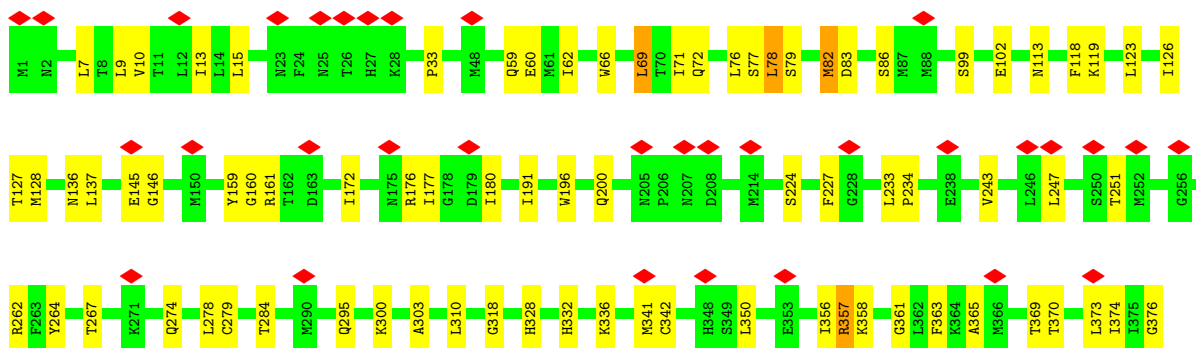 M1 N2 L7 T8 L9 V10 T11 L12 I13 L14 L15 N23 F24 N25 T26 H27 K28 P33 M48 Q59 E60 M61 I62 W66 L69 T70 I71 Q72 L76 S77 L78 S79 M82 D83 S86 M87 M88 S99 E102 N113 F118 K119 L123 I126
T127 M128 N136 L137 E145 G146 M150 Y159 G160 R161 T162 D163 I172 N175 R176 I177 G178 D179 I180 I191 W196 Q200 N205 P206 N207 D208 M214 S224 F227 G228 L233 P234 E238 V243 L246 L247 S250 T251 M252 G256
R262 F263 Y264 T267 K271 Q274 L278 C279 T284 M290 Q295 K300 A303 L310 G318 H328 H332 K336 M341 C342 H348 S349 L350 E353 I356 R357 K358 G361 L362 F363 K364 A365 M366 T369 T370 L373 I374 I375 G376